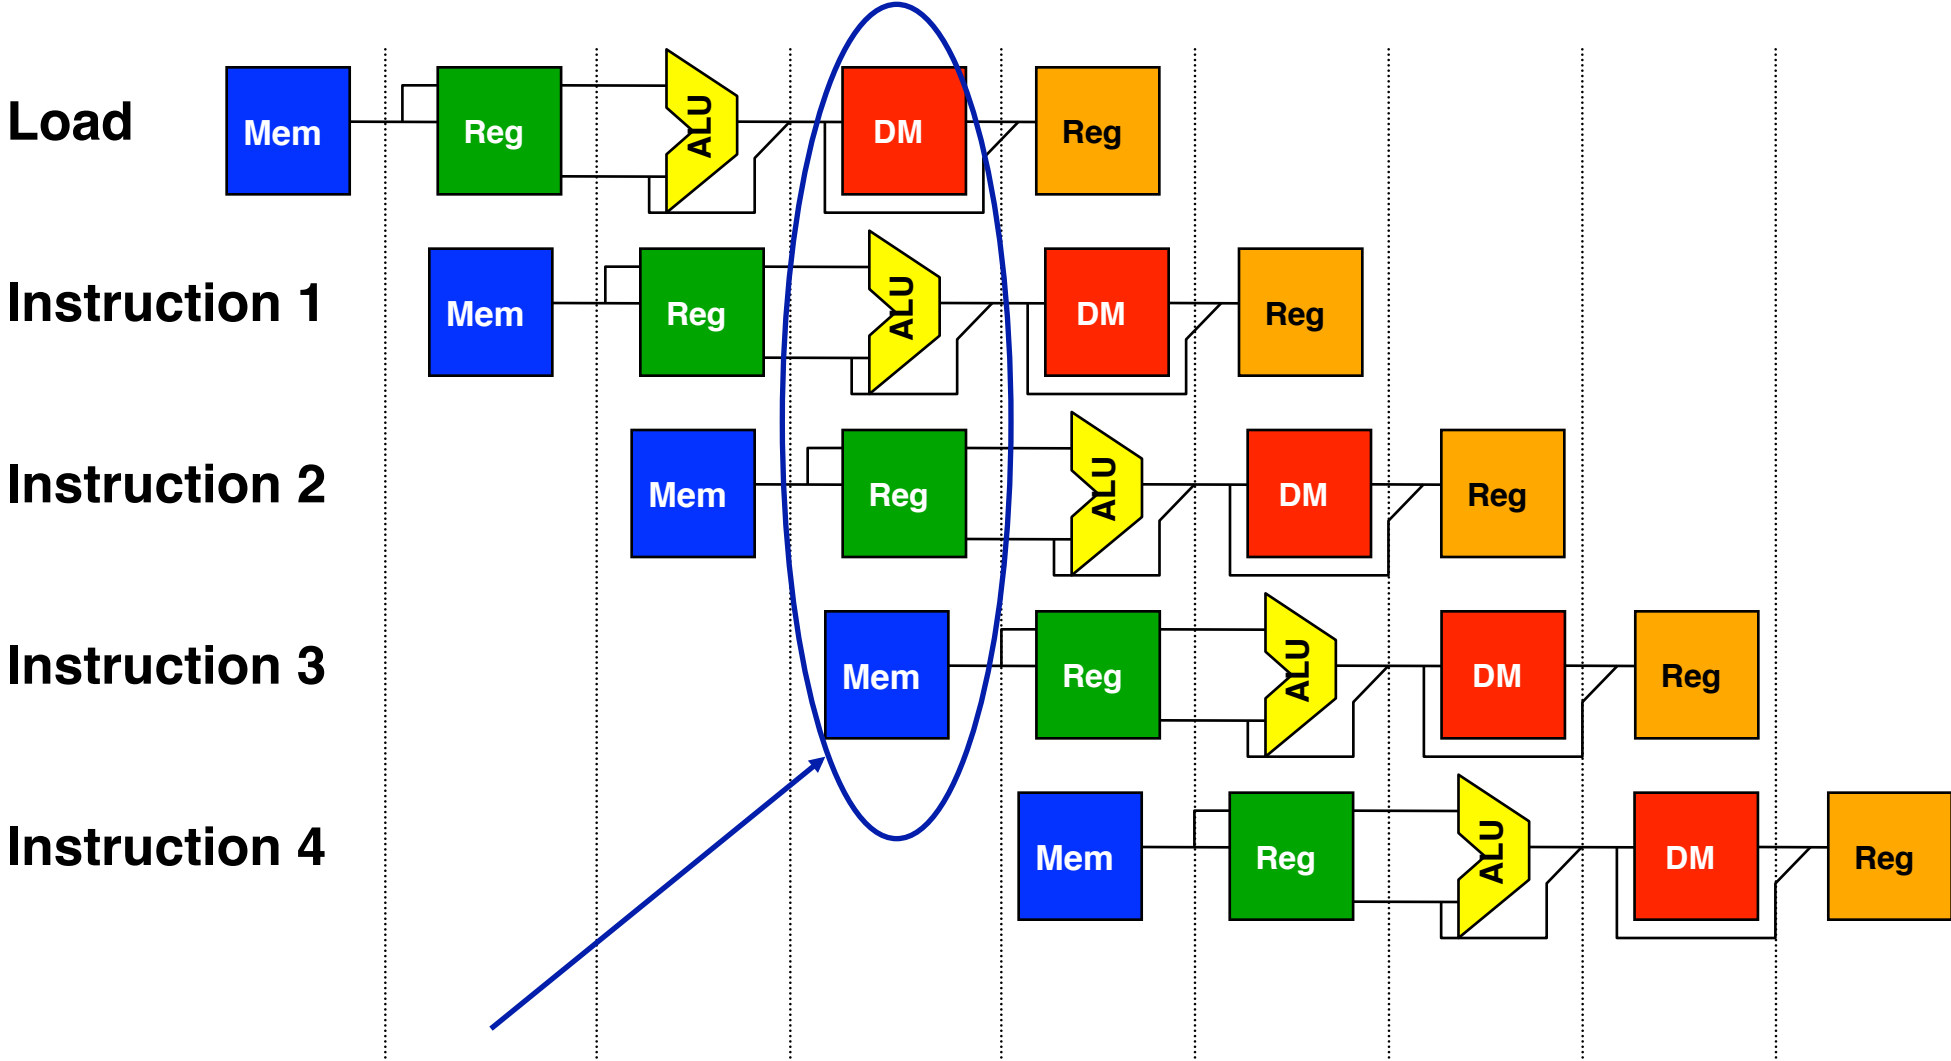 Load Mem Reg ALU DM Reg
Instruction 1 Mem Reg ALU DM Reg
Instruction 2 Mem Reg ALU DM Reg
Instruction 3 Mem Reg ALU DM Reg
Instruction 4 Mem Reg ALU DM Reg